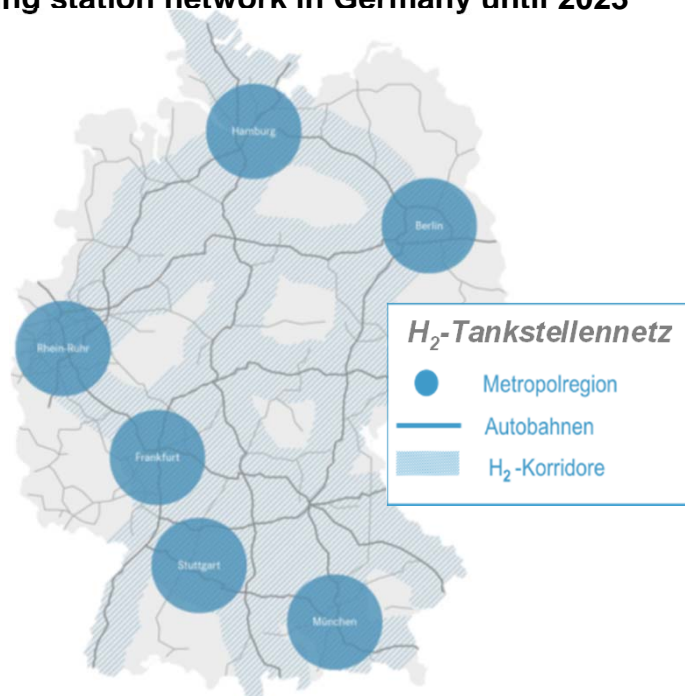 ng station network in Germany until 2023
Hamburg
Berlin
H₂-Tankstellennetz
Rhein-Ruhr
Metropolregion
Autobahnen
Frankfurt
H₂-Korridore
Stuttgart
München